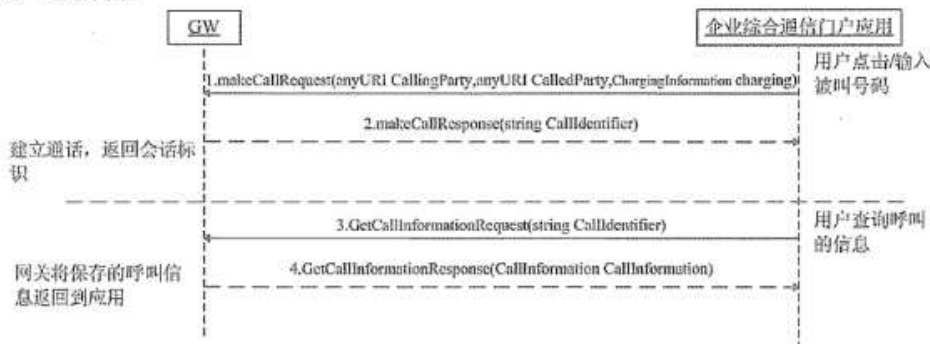 GW
企业综合通信门户应用
用户点击/输入
被叫号码
1.makeCallRequest(anyURI CallingParty,anyURI CalledParty,ChargingInformation charging)
2.makeCallResponse(string CallIdentifier)
建立通话，返回会话标
识
3.GetCallInformationRequest(string CallIdentifier)
用户查询呼叫
的信息
4.GetCallInformationResponse(CallInformation CallInformation)
网关将保存的呼叫信
息返回到应用